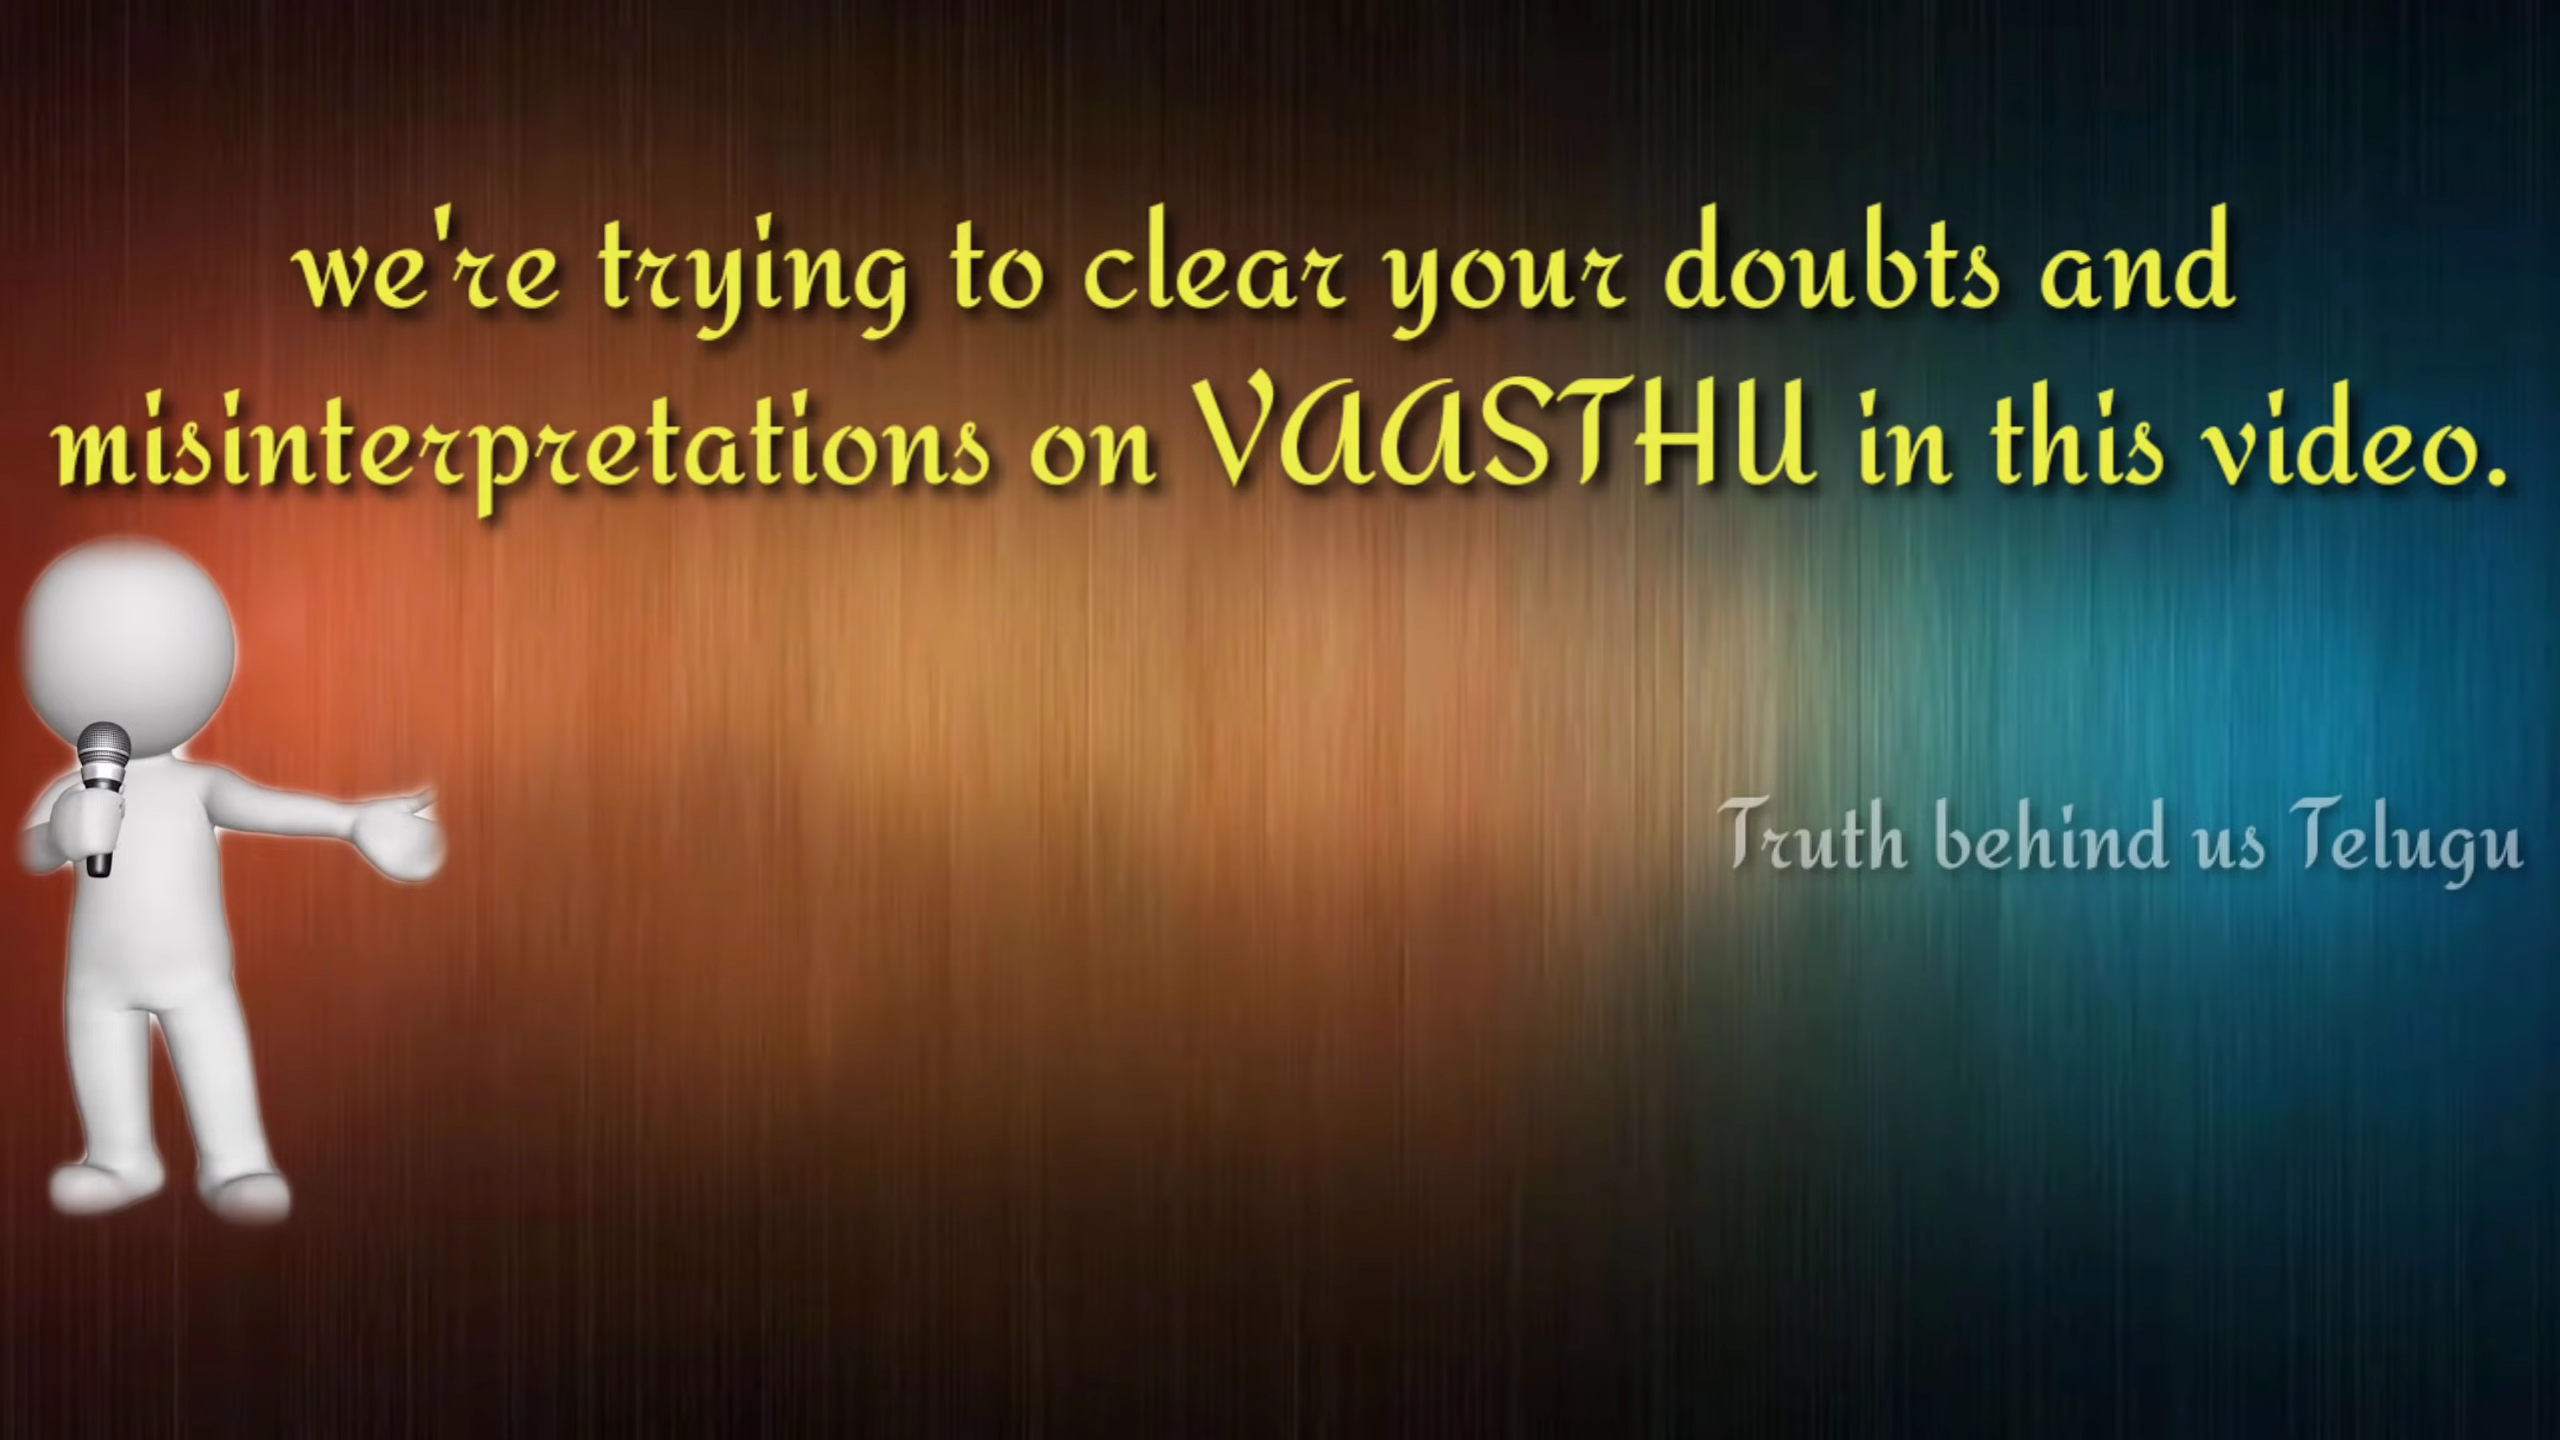 we're trying to clear your doubts and
misinterpretations on VAASTHU in this video.
Truth behind us Telugu